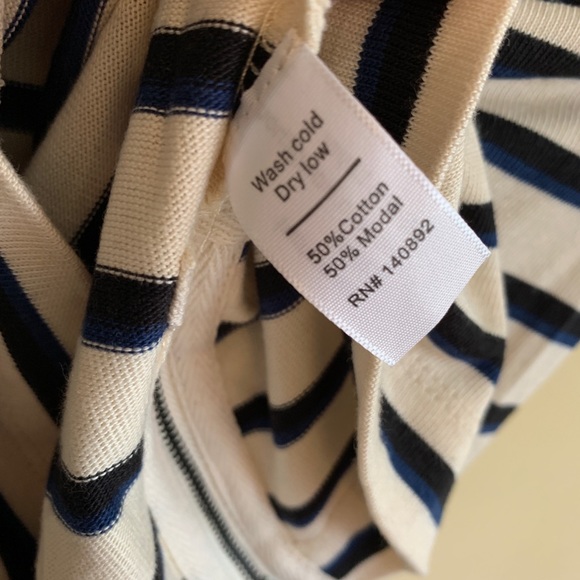 Wash cold
Dry low
50%Cotton
50% Modal
RN# 140892